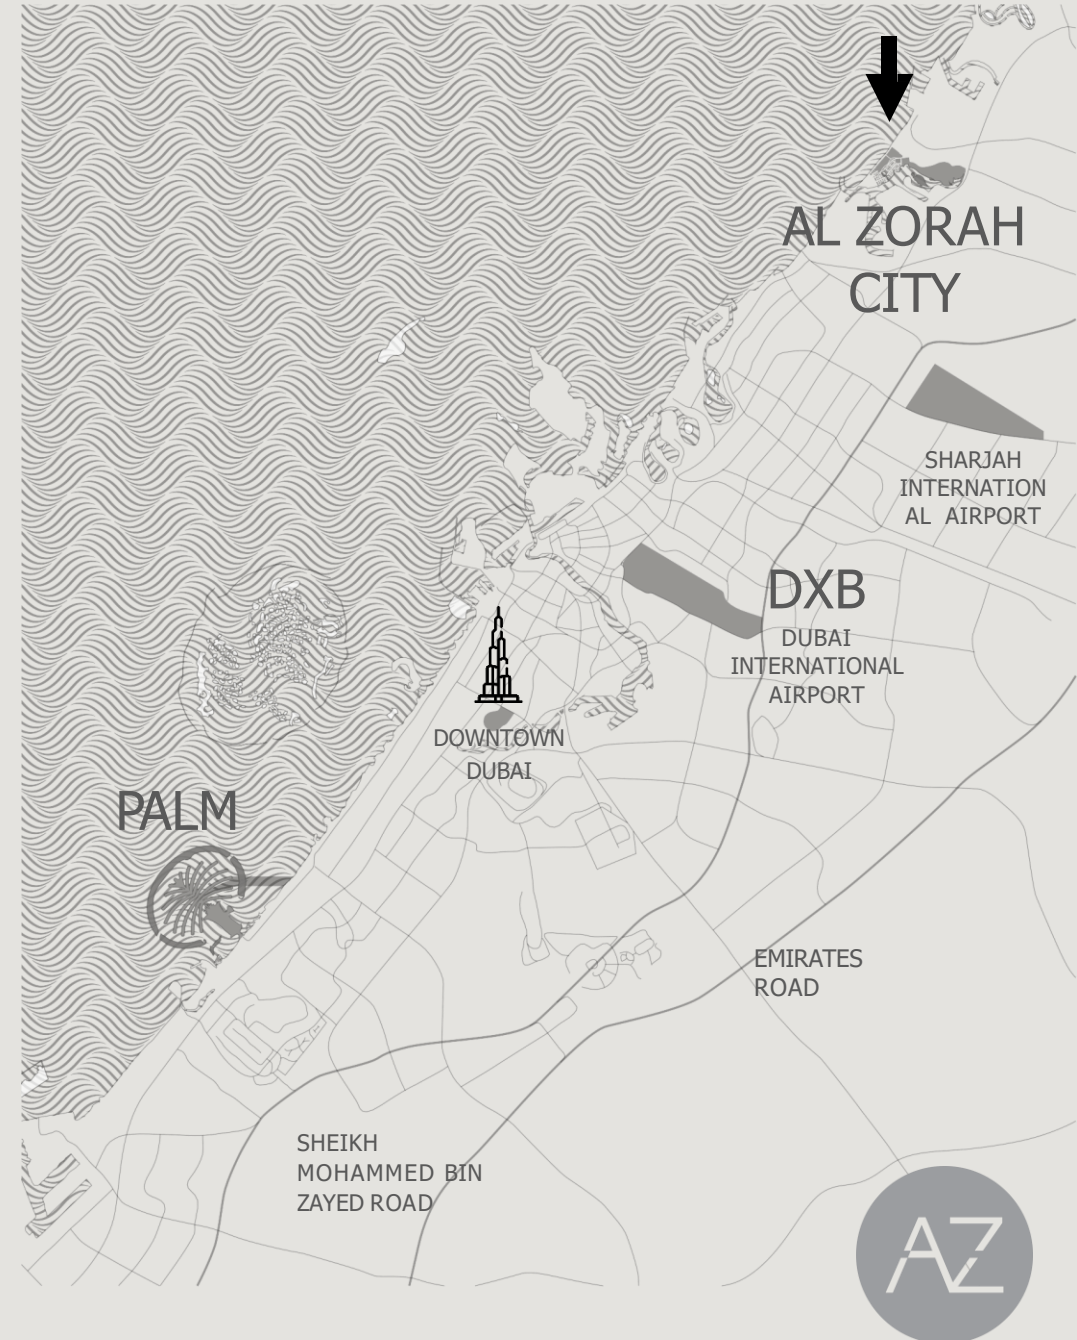 AL ZORAH
CITY
SHARJAH
INTERNATION
AL AIRPORT
DXB
DUBAI
INTERNATIONAL
AIRPORT
DOWNTOWN
DUBAI
PALM
EMIRATES
ROAD
SHEIKH
MOHAMMED BIN
ZAYED ROAD
AZ